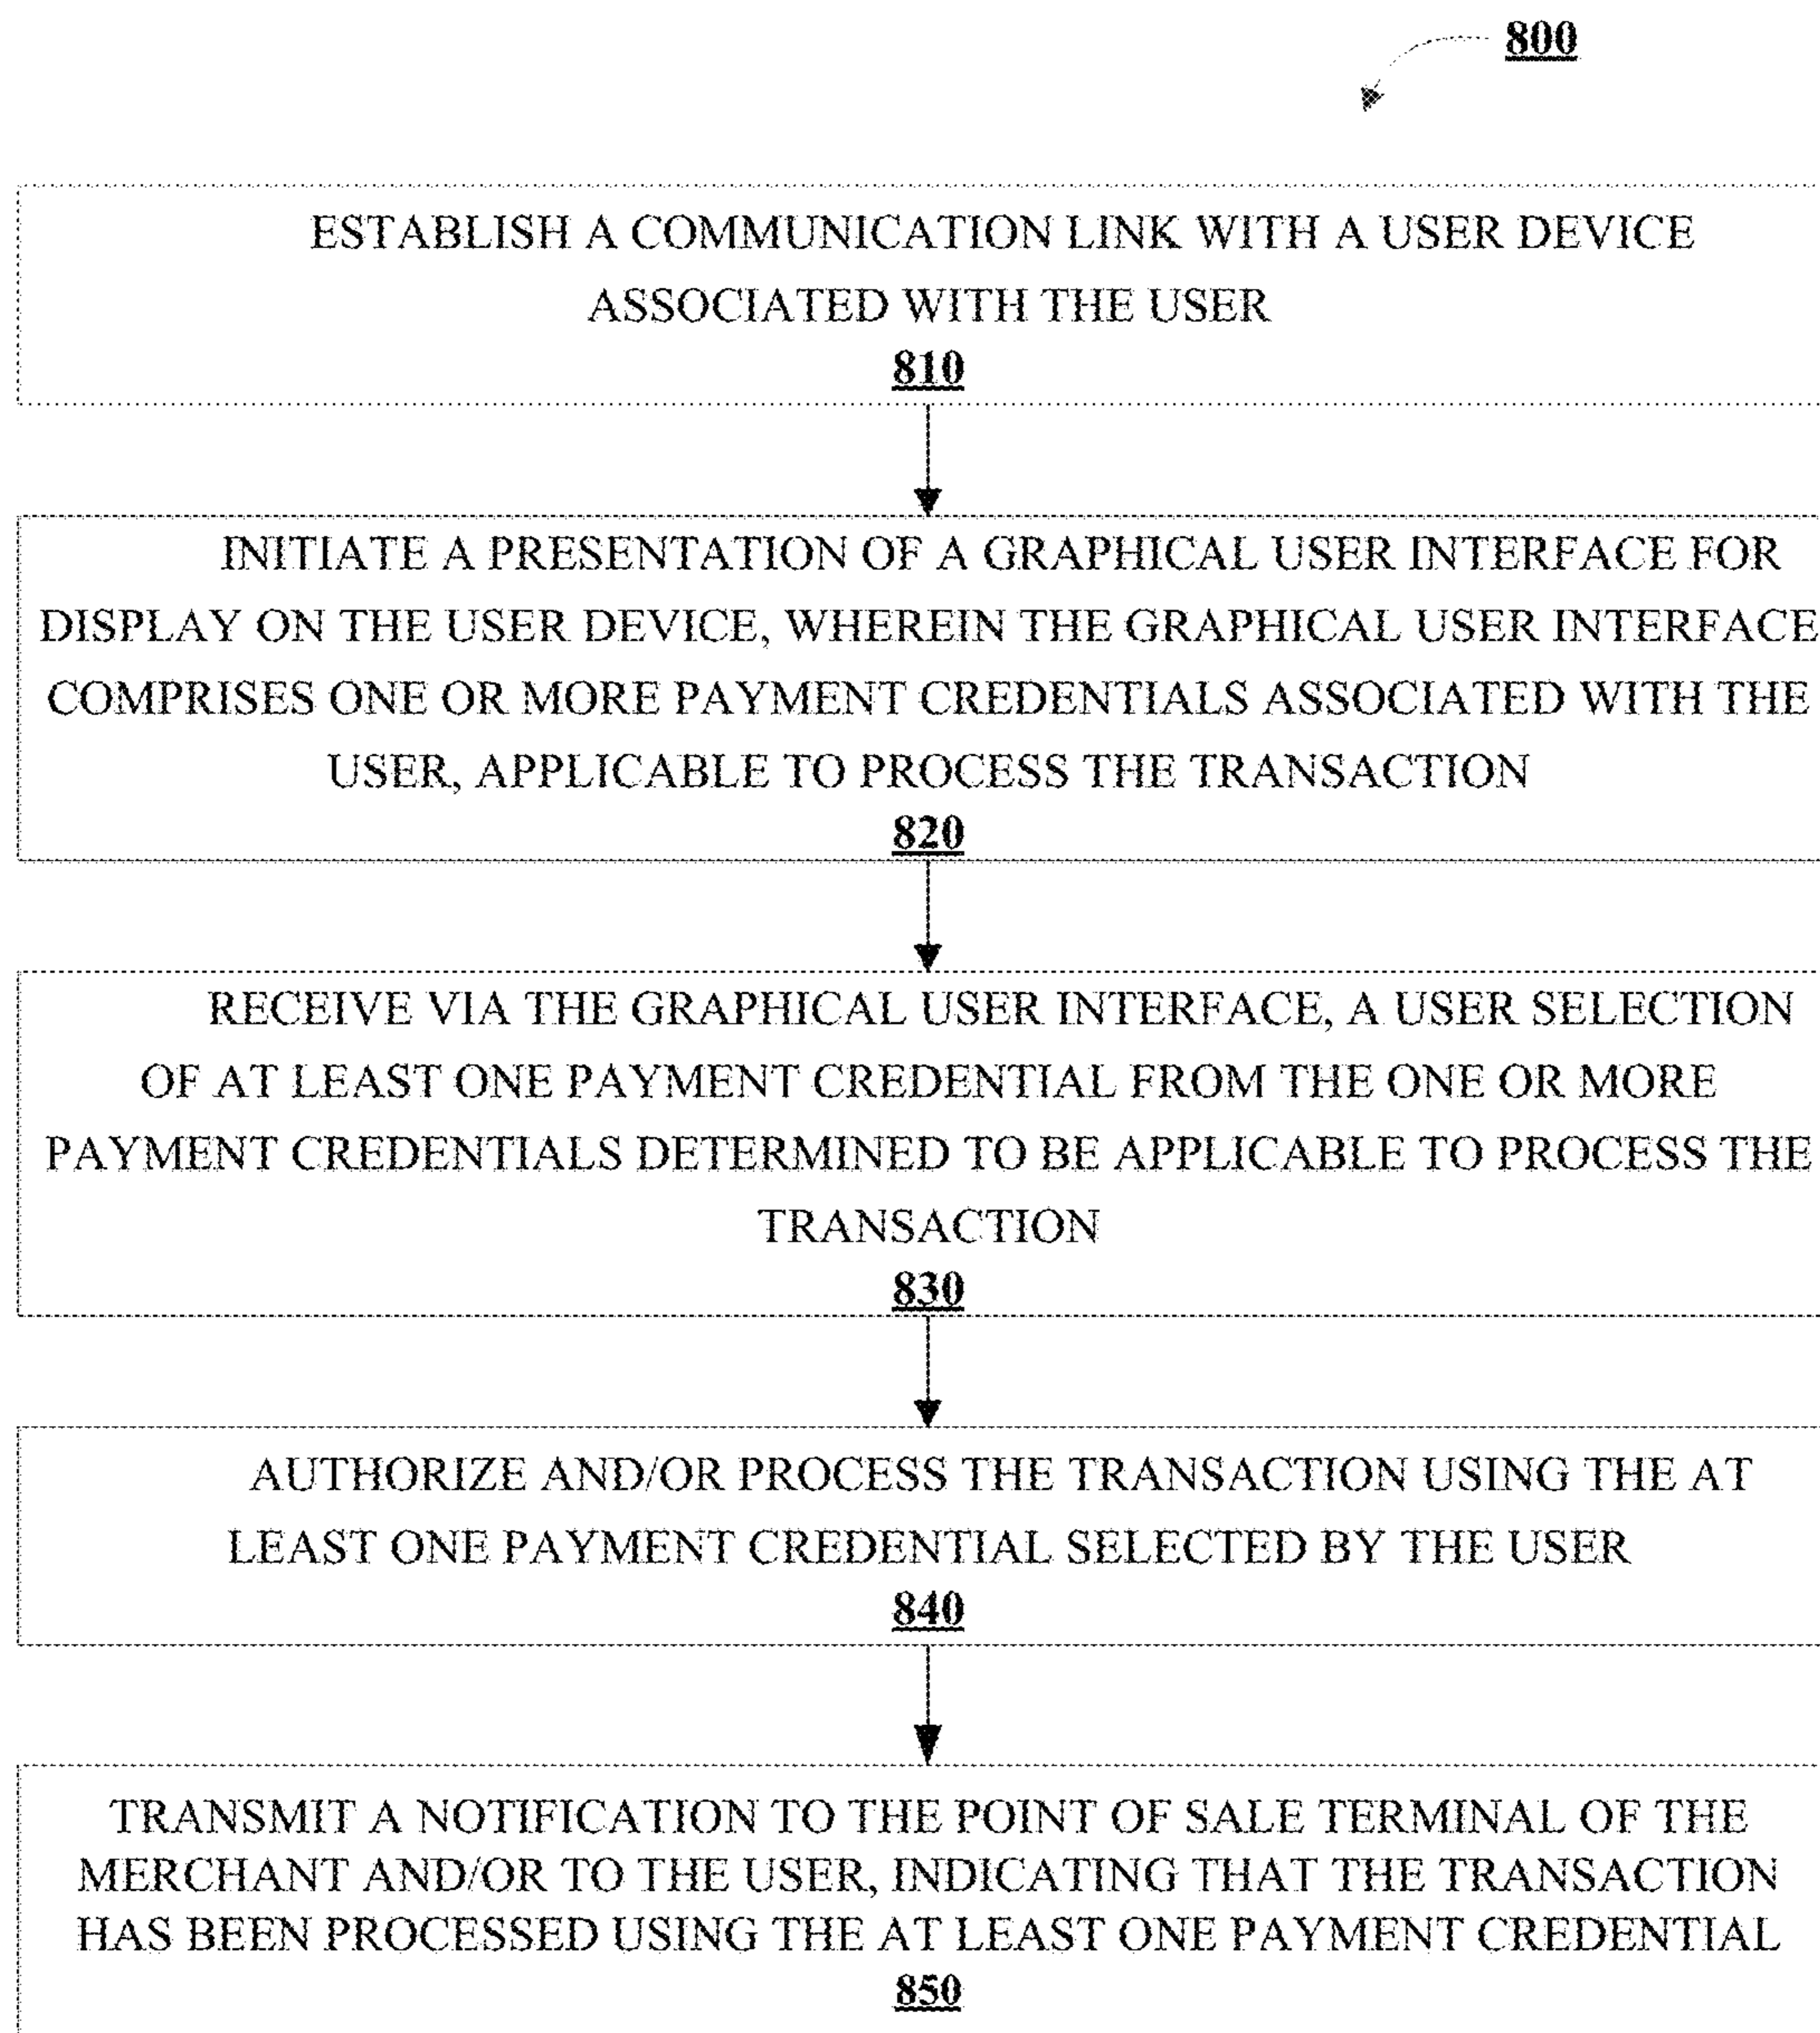 800
ESTABLISH A COMMUNICATION LINK WITH A USER DEVICE
ASSOCIATED WITH THE USER
810
INITIATE A PRESENTATION OF A GRAPHICAL USER INTERFACE FOR
DISPLAY ON THE USER DEVICE, WHEREIN THE GRAPHICAL USER INTERFACE
COMPRISES ONE OR MORE PAYMENT CREDENTIALS ASSOCIATED WITH THE
USER, APPLICABLE TO PROCESS THE TRANSACTION
820
RECEIVE VIA THE GRAPHICAL USER INTERFACE, A USER SELECTION
OF AT LEAST ONE PAYMENT CREDENTIAL FROM THE ONE OR MORE
PAYMENT CREDENTIALS DETERMINED TO BE APPLICABLE TO PROCESS THE
TRANSACTION
830
AUTHORIZE AND/OR PROCESS THE TRANSACTION USING THE AT
LEAST ONE PAYMENT CREDENTIAL SELECTED BY THE USER
840
TRANSMIT A NOTIFICATION TO THE POINT OF SALE TERMINAL OF THE
MERCHANT AND/OR TO THE USER, INDICATING THAT THE TRANSACTION
HAS BEEN PROCESSED USING THE AT LEAST ONE PAYMENT CREDENTIAL
850